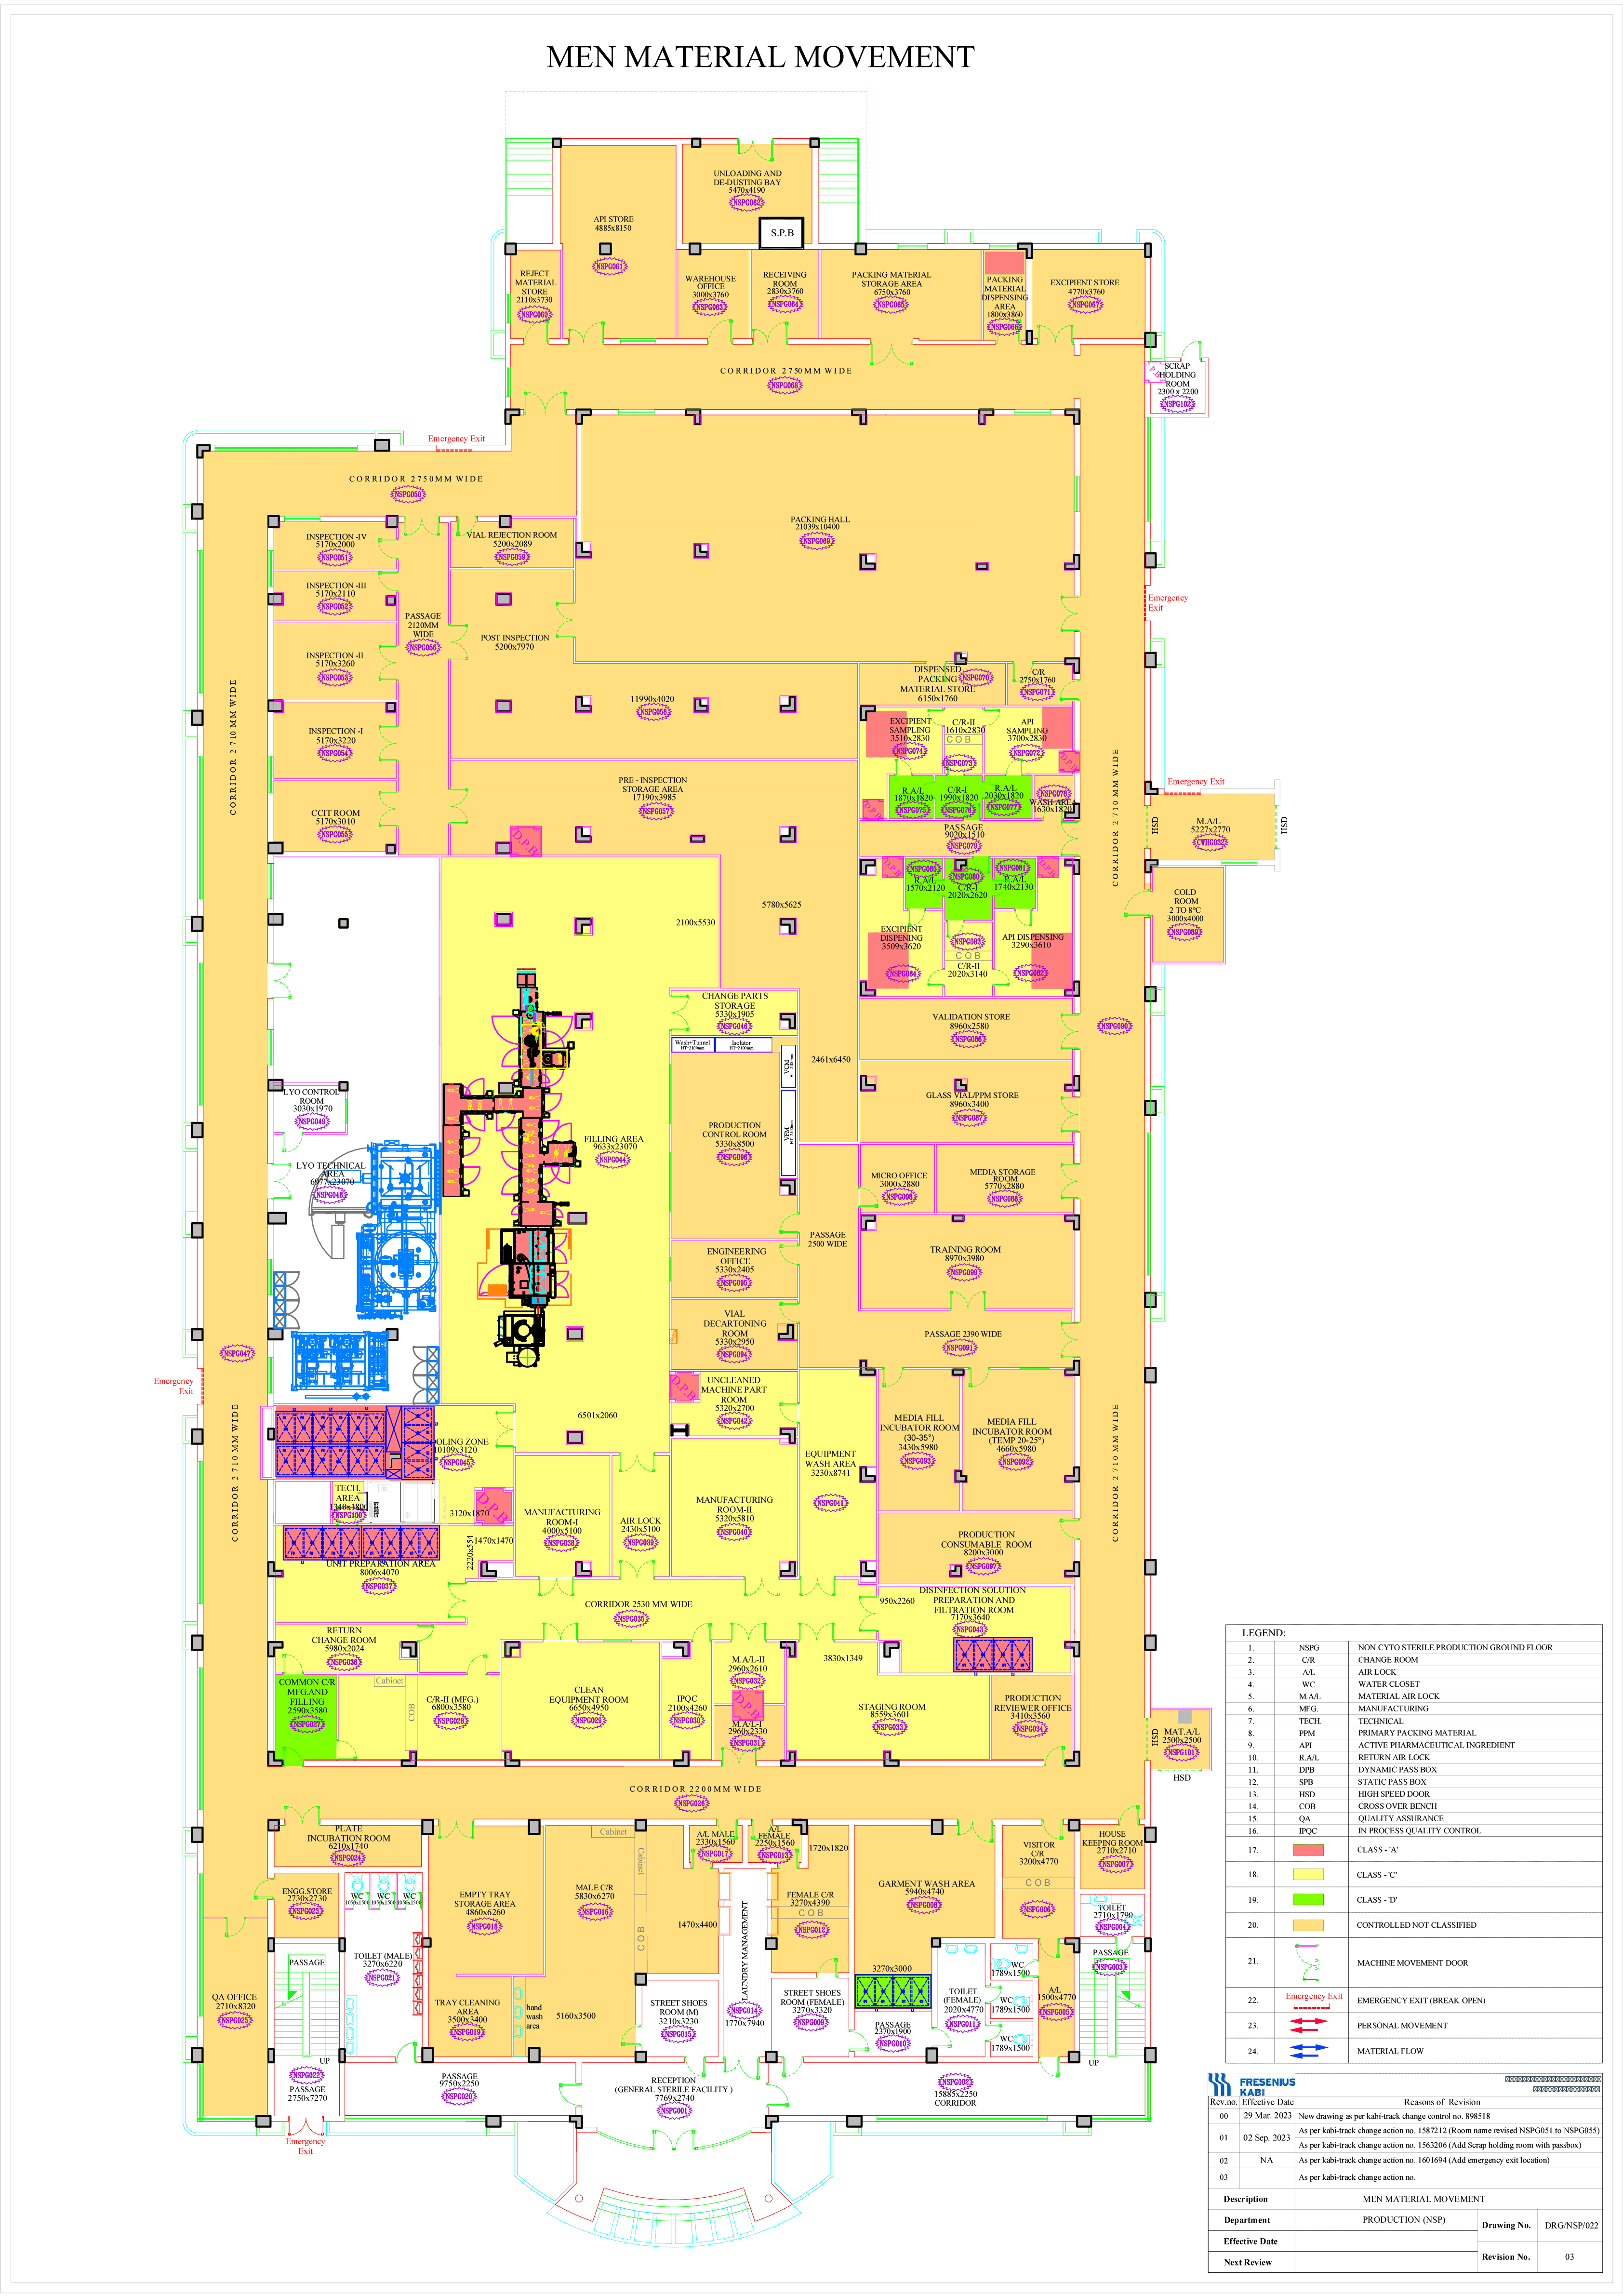 MEN MATERIAL MOVEMENT
UNLOADING AND
DE-DUSTING BAY
5470x4190
NSPG062
API STORE
4885x8150
NSPG061
S.P.B
REJECT
MATERIAL
STORE
2110x3730
NSPG060
WAREHOUSE
OFFICE
3000x3760
NSPG063
RECEIVING
ROOM
2830x3760
NSPG064
PACKING MATERIAL
STORAGE AREA
6750x3760
NSPG065
PACKING
MATERIAL
DISPENSING
AREA
1800x3860
NSPG066
EXCIPIENT STORE
4770x3760
NSPG067
CORRIDOR 2750MM WIDE
SCRAP
HOLDING
ROOM
2300 x 2200
NSPG102
Emergency Exit
CORRIDOR 2750MM WIDE
NSPG050
PACKING HALL
21039x10400
NSPG069
INSPECTION -IV
5170x2000
NSPG051
VIAL REJECTION ROOM
5200x2089
NSPG059
INSPECTION -III
5170x2110
NSPG052
PASSAGE
2120MM
WIDE
NSPG056
POST INSPECTION
5200x7970
Emergency
Exit
INSPECTION -II
5170x3260
NSPG053
11990x4020
NSPG058
DISPENSED
PACKING
MATERIAL STORE
6150x1760
NSPG070
C/R
2750x1760
NSPG071
CORRIDOR 2710 MM WIDE
INSPECTION -I
5170x3220
NSPG054
EXCIPIENT
SAMPLING
3510x2830
NSPG074
C/R-II
1610x2830
COB
NSPG073
API
SAMPLING
3700x2830
NSPG072
D.P.B
PRE - INSPECTION
STORAGE AREA
17190x3985
NSPG057
R.A/L
1870x1820
NSPG075
C/R-I
1990x1820
NSPG076
R.A/L
2030x1820
NSPG077
NSPG078
WASH AREA
1630x1820
D.P.B
CORRIDOR 2710 MM WIDE
Emergency Exit
HSD
M.A/L
5227x2770
CWHG032
HSD
CCIT ROOM
5170x3010
NSPG055
D.P.B
PASSAGE
9020x1510
NSPG079
NSPG085
R.A/L
1570x2120
NSPG080
C/R-I
2020x2620
NSPG081
R.A/L
1740x2130
COLD
ROOM
2 TO 8°C
3000x4000
NSPG089
5780x5625
2100x5530
EXCIPIENT
DISPENING
3509x3620
NSPG084
NSPG083
COB
C/R-II
2020x3140
API DISPENSING
3290x3610
NSPG082
CHANGE PARTS
STORAGE
5330x1905
NSPG046
VALIDATION STORE
8960x2580
NSPG086
NSPG090
Wash+Tunnel
HT=2100mm
Isolator
HT=2100mm
VCM
VFM
2461x6450
LYO CONTROL
ROOM
3030x1970
NSPG049
GLASS VIAL/PPM STORE
8960x3400
NSPG087
FILLING AREA
9633x23070
NSPG044
PRODUCTION
CONTROL ROOM
5330x8500
NSPG096
LYO TECHNICAL
AREA
6977x23070
NSPG048
MICRO OFFICE
3000x2880
NSPG098
MEDIA STORAGE
ROOM
5770x2880
NSPG088
PASSAGE
2500 WIDE
ENGINEERING
OFFICE
5330x2405
NSPG095
TRAINING ROOM
8970x3980
NSPG099
VIAL
DECARTONING
ROOM
5330x2950
NSPG094
PASSAGE 2390 WIDE
NSPG091
NSPG047
Emergency
Exit
D.P.B
UNCLEANED
MACHINE PART
ROOM
5320x2700
NSPG042
6501x2060
MEDIA FILL
INCUBATOR ROOM
(30-35°)
3430x5980
NSPG093
MEDIA FILL
INCUBATOR ROOM
(TEMP 20-25°)
4660x5980
NSPG092
CORRIDOR 2710 MM WIDE
OOLING ZONE
10109x3120
NSPG045
EQUIPMENT
WASH AREA
3230x8741
NSPG041
CORRIDOR 2710 MM WIDE
TECH.
AREA
1340x1800
NSPG100
3120x1870
D.P.B
MANUFACTURING
ROOM-I
4000x5100
NSPG038
AIR LOCK
2430x5100
NSPG039
MANUFACTURING
ROOM-II
5320x5810
NSPG040
1470x1470
2220x554
PRODUCTION
CONSUMABLE ROOM
8200x3000
NSPG097
UNIT PREPARATION AREA
8006x4070
NSPG037
CORRIDOR 2530 MM WIDE
NSPG035
950x2260
DISINFECTION SOLUTION
PREPARATION AND
FILTRATION ROOM
7170x3640
NSPG043
RETURN
CHANGE ROOM
5980x2024
NSPG036
M.A/L-II
2960x2610
NSPG032
3830x1349
COMMON C/R
MFG.AND
FILLING
2590x3580
NSPG027
Cabinet
COB
C/R-II (MFG.)
6800x3580
NSPG028
CLEAN
EQUIPMENT ROOM
6650x4950
NSPG029
IPQC
2100x4260
NSPG030
D.P.B
M.A/L-I
2960x2330
NSPG031
STAGING ROOM
8559x3601
NSPG033
PRODUCTION
REVIEWER OFFICE
3410x3560
NSPG034
HSD
MAT.A/L
2500x2500
NSPG101
HSD
CORRIDOR 2200MM WIDE
NSPG026
PLATE
INCUBATION ROOM
6210x1740
NSPG024
Cabinet
A/L MALE
2330x1560
NSPG017
A/L
FEMALE
2250x1560
NSPG013
1720x1820
VISITOR
C/R
3200x4770
COB
NSPG006
HOUSE
KEEPING ROOM
2710x2710
NSPG007
ENGG.STORE
2730x2730
NSPG023
WC
1050x1500
WC
1050x1500
WC
1050x1500
EMPTY TRAY
STORAGE AREA
4860x6260
NSPG018
MALE C/R
5830x6270
NSPG016
Cabinet
COB
1470x4400
LAUNDRY MANAGEMENT
FEMALE C/R
3270x4390
COB
NSPG012
GARMENT WASH AREA
5940x4740
NSPG008
TOILET
2710x1790
NSPG004
TOILET (MALE)
3270x6220
NSPG021
PASSAGE
3270x3000
WC
1789x1500
PASSAGE
NSPG003
QA OFFICE
2710x8320
NSPG025
TRAY CLEANING
AREA
3500x3400
NSPG019
hand
wash
area
5160x3500
STREET SHOES
ROOM (M)
3210x3230
NSPG015
NSPG014
1770x7940
STREET SHOES
ROOM (FEMALE)
3270x3320
NSPG009
PASSAGE
2370x1900
NSPG010
TOILET
(FEMALE)
2020x4770
NSPG011
WC
1789x1500
WC
1789x1500
A/L
1500x4770
NSPG005
UP
NSPG022
PASSAGE
2750x7270
UP
PASSAGE
9750x2250
NSPG020
RECEPTION
(GENERAL STERILE FACILITY )
7769x2740
NSPG001
NSPG002
15885x2250
CORRIDOR
Emergency
Exit
LEGEND:
1. NSPG NON CYTO STERILE PRODUCTION GROUND FLOOR
2. C/R CHANGE ROOM
3. A/L AIR LOCK
4. WC WATER CLOSET
5. M.A/L MATERIAL AIR LOCK
6. MFG. MANUFACTURING
7. TECH. TECHNICAL
8. PPM PRIMARY PACKING MATERIAL
9. API ACTIVE PHARMACEUTICAL INGREDIENT
10. R.A/L RETURN AIR LOCK
11. DPB DYNAMIC PASS BOX
12. SPB STATIC PASS BOX
13. HSD HIGH SPEED DOOR
14. COB CROSS OVER BENCH
15. QA QUALITY ASSURANCE
16. IPQC IN PROCESS QUALITY CONTROL
17. CLASS - 'A'
18. CLASS - 'C'
19. CLASS - 'D'
20. CONTROLLED NOT CLASSIFIED
21. MACHINE MOVEMENT DOOR
22. Emergency Exit EMERGENCY EXIT (BREAK OPEN)
23. PERSONAL MOVEMENT
24. MATERIAL FLOW
FRESENIUS
KABI
Rev.no. Effective Date Reasons of Revision
00 29 Mar. 2023 New drawing as per kabi-track change control no. 898518
01 02 Sep. 2023 As per kabi-track change action no. 1587212 (Room name revised NSPG051 to NSPG055)
As per kabi-track change action no. 1563206 (Add Scrap holding room with passbox)
02 NA As per kabi-track change action no. 1601694 (Add emergency exit location)
03 As per kabi-track change action no.
Description MEN MATERIAL MOVEMENT
Department PRODUCTION (NSP)
Drawing No. DRG/NSP/022
Effective Date
Next Review
Revision No. 03